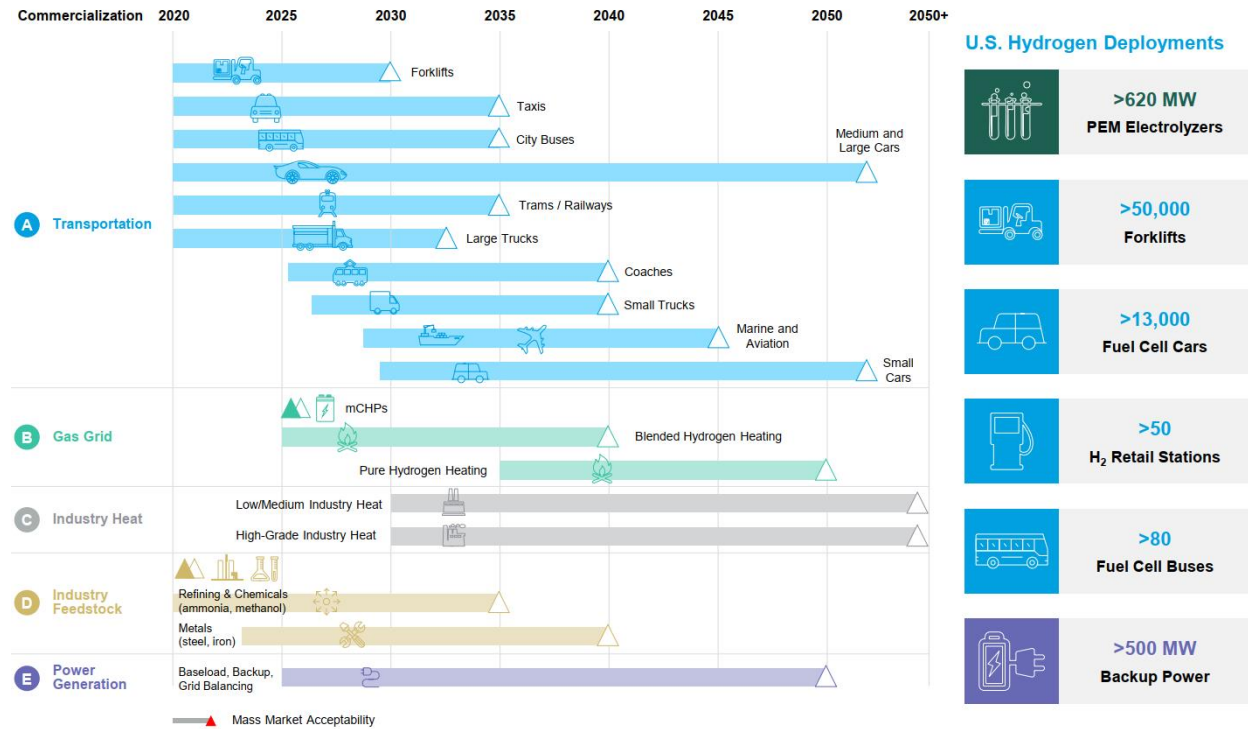 Commercialization 2020 2025 2030 2035 2040 2045 2050 2050+
A Transportation
Forklifts
Taxis
City Buses
Medium and
Large Cars
Trams / Railways
Large Trucks
Coaches
Small Trucks
Marine and
Aviation
Small
Cars
B Gas Grid
mCHPs
Blended Hydrogen Heating
Pure Hydrogen Heating
C Industry Heat
Low/Medium Industry Heat
High-Grade Industry Heat
D Industry
Feedstock
Refining & Chemicals
(ammonia, methanol)
Metals
(steel, iron)
E Power
Generation
Baseload, Backup,
Grid Balancing
Mass Market Acceptability
U.S. Hydrogen Deployments
>620 MW
PEM Electrolyzers
>50,000
Forklifts
>13,000
Fuel Cell Cars
>50
H₂ Retail Stations
>80
Fuel Cell Buses
>500 MW
Backup Power